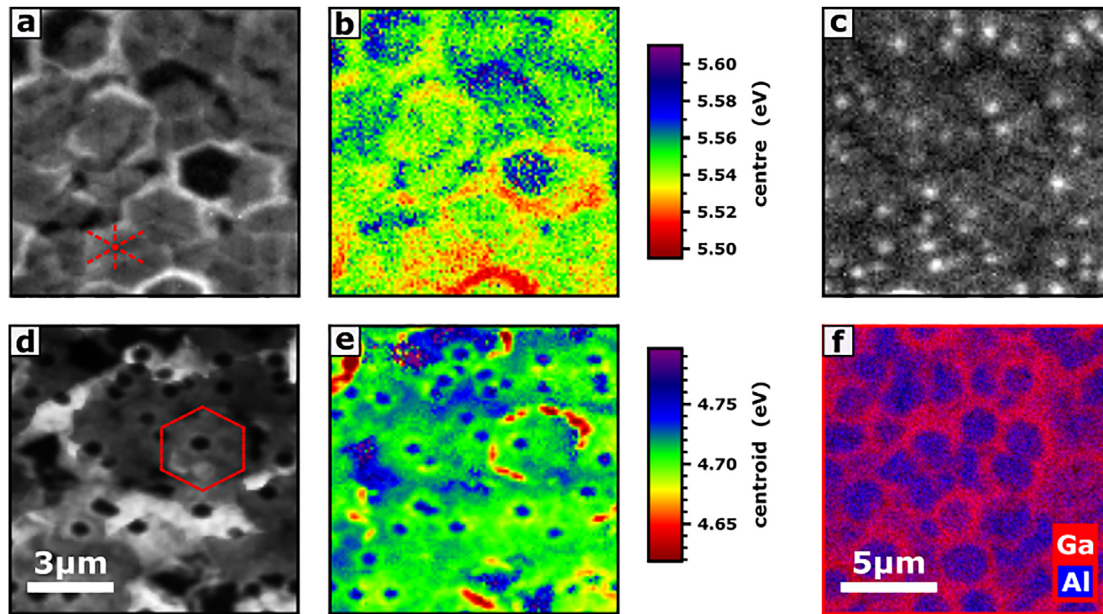 a
b
5.60
5.58
5.56
5.54
5.52
5.50
centre (eV)
c
d
3μm
e
4.75
4.70
4.65
centroid (eV)
f
5μm
Ga
Al